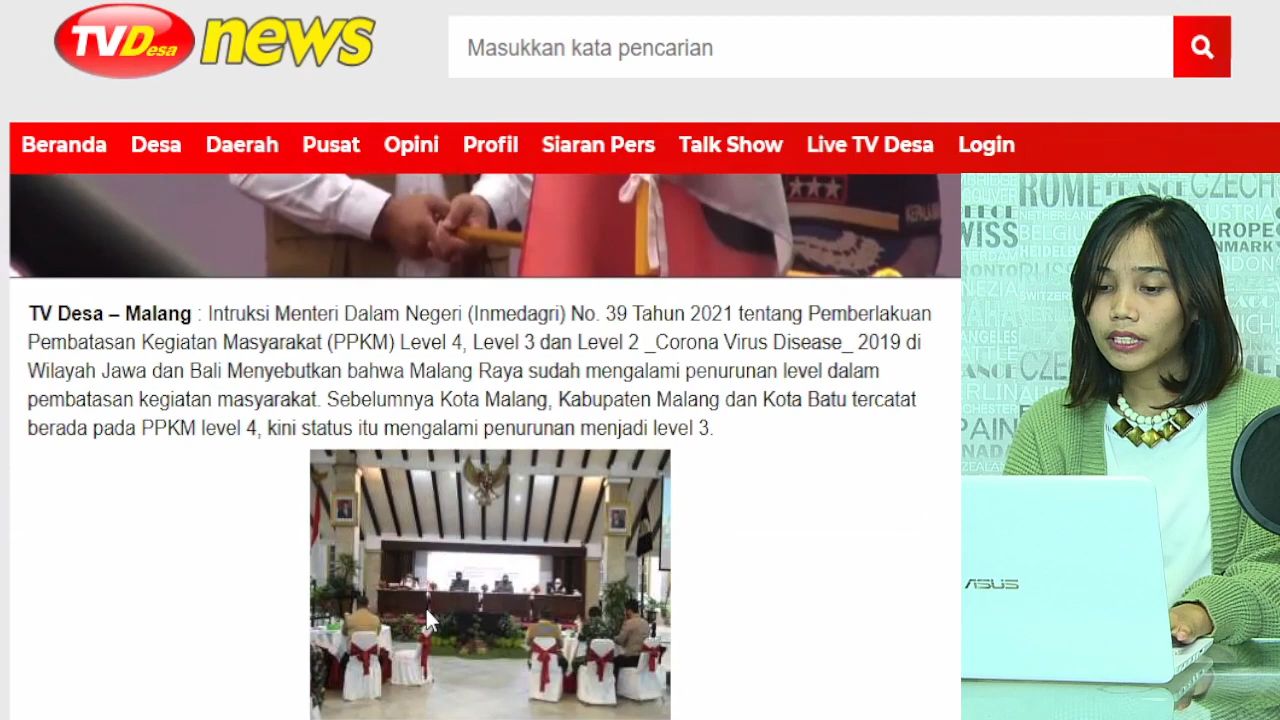 TVDesa news
Masukkan kata pencarian
Beranda Desa Daerah Pusat Opini Profil Siaran Pers Talk Show Live TV Desa Login
TV Desa – Malang : Intruksi Menteri Dalam Negeri (Inmedagri) No. 39 Tahun 2021 tentang Pemberlakuan
Pembatasan Kegiatan Masyarakat (PPKM) Level 4, Level 3 dan Level 2 _Corona Virus Disease_ 2019 di
Wilayah Jawa dan Bali Menyebutkan bahwa Malang Raya sudah mengalami penurunan level dalam
pembatasan kegiatan masyarakat. Sebelumnya Kota Malang, Kabupaten Malang dan Kota Batu tercatat
berada pada PPKM level 4, kini status itu mengalami penurunan menjadi level 3.
ROME FRANCE CZECH
EUROPE
ASUS